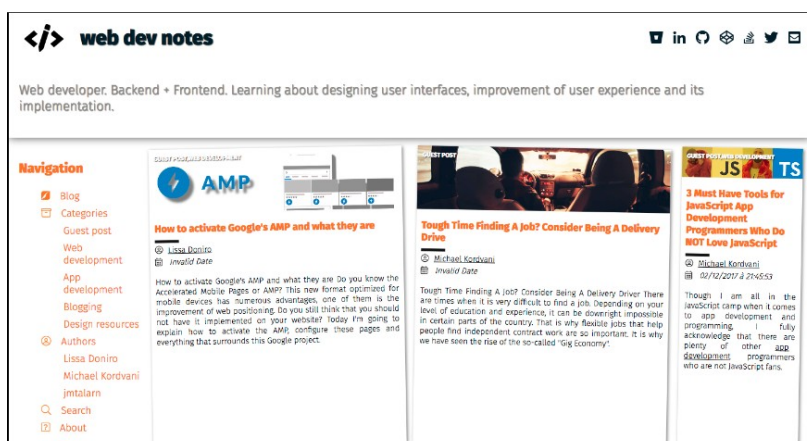 </> web dev notes
Web developer. Backend + Frontend. Learning about designing user interfaces, improvement of user experience and its
implementation.
Navigation
Blog
Categories
Guest post
Web
development
App
development
Blogging
Design resources
Authors
Lissa Doniro
Michael Kordvani
jmtalarn
Search
About
GUEST POST,WEB DEVELOPMENT
AMP
How to activate Google's AMP and what they are
Lissa Doniro
Invalid Date
How to activate Google's AMP and what they are Do you know the
Accelerated Mobile Pages or AMP? This new format optimized for
mobile devices has numerous advantages, one of them is the
improvement of web positioning. Do you still think that you should
not have it implemented on your website? Today I'm going to
explain how to activate the AMP, configure these pages and
everything that surrounds this Google project.
GUEST POST
Tough Time Finding A Job? Consider Being A Delivery
Drive
Michael Kordvani
Invalid Date
Tough Time Finding A Job? Consider Being A Delivery Driver There
are times when it is very difficult to find a job. Depending on your
level of education and experience, it can be downright impossible
in certain parts of the country. That is why flexible jobs that help
people find independent contract work are so important. It is why
we have seen the rise of the so-called "Gig Economy".
GUEST POST,WEB DEVELOPMENT
JS
TS
3 Must Have Tools for
JavaScript App
Development
Programmers Who Do
NOT Love JavaScript
Michael Kordvani
02/12/2017 à 21:45:53
Though I am all in the
JavaScript camp when it comes
to app development and
programming, I fully
acknowledge that there are
plenty of other app
development programmers
who are not JavaScript fans.